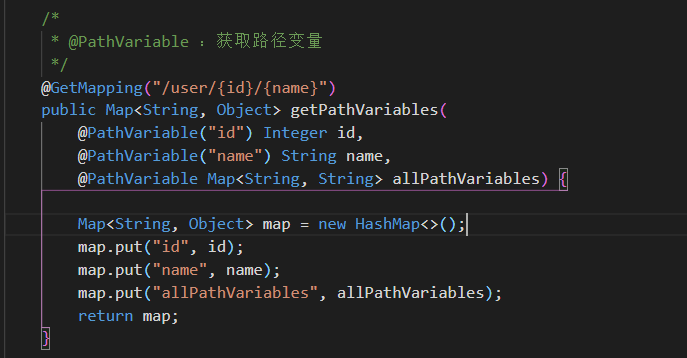 /*
 * @PathVariable : 获取路径变量
 */
@GetMapping("/user/{id}/{name}")
public Map<String, Object> getPathVariables(
    @PathVariable("id") Integer id,
    @PathVariable("name") String name,
    @PathVariable Map<String, String> allPathVariables) {
    Map<String, Object> map = new HashMap<>();
    map.put("id", id);
    map.put("name", name);
    map.put("allPathVariables", allPathVariables);
    return map;
}